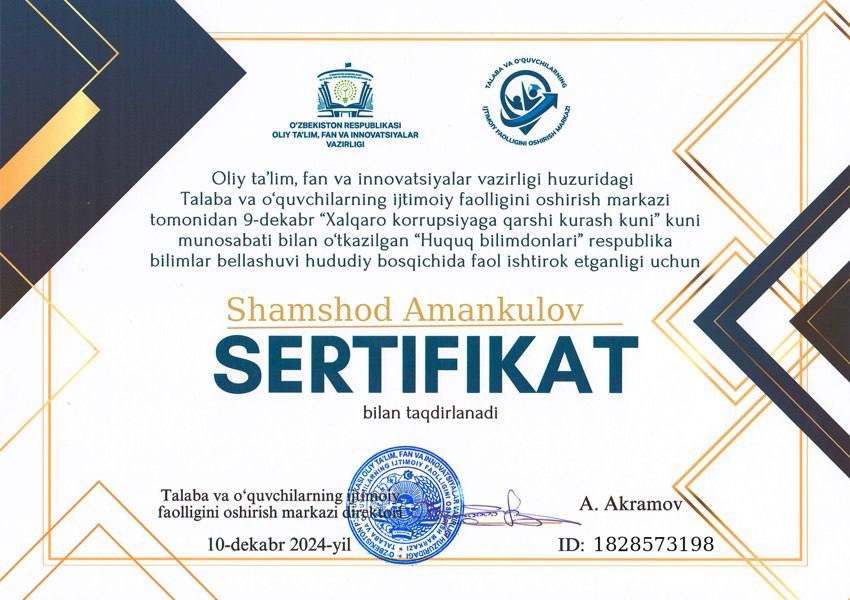 O'ZBEKISTON RESPUBLIKASI
OLIY TA'LIM, FAN VA INNOVATSIYALAR
VAZIRLIGI
TALABA VA O'QUVCHILARNING
IJTIMOIY FAOLLIGINI OSHIRISH MARKAZI
Oliy ta’lim, fan va innovatsiyalar vazirligi huzuridagi
Talaba va o‘quvchilarning ijtimoiy faolligini oshirish markazi
tomonidan 9-dekabr “Xalqaro korrupsiyaga qarshi kurash kuni” kuni
munosabati bilan o‘tkazilgan “Huquq bilimdonlari” respublika
bilimlar bellashuvi hududiy bosqichida faol ishtirok etganligi uchun
Shamshod Amankulov
SERTIFIKAT
bilan taqdirlanadi
Talaba va o‘quvchilarning ijtimoiy
faolligini oshirish markazi direktori
A. Akramov
10-dekabr 2024-yil
ID: 1828573198